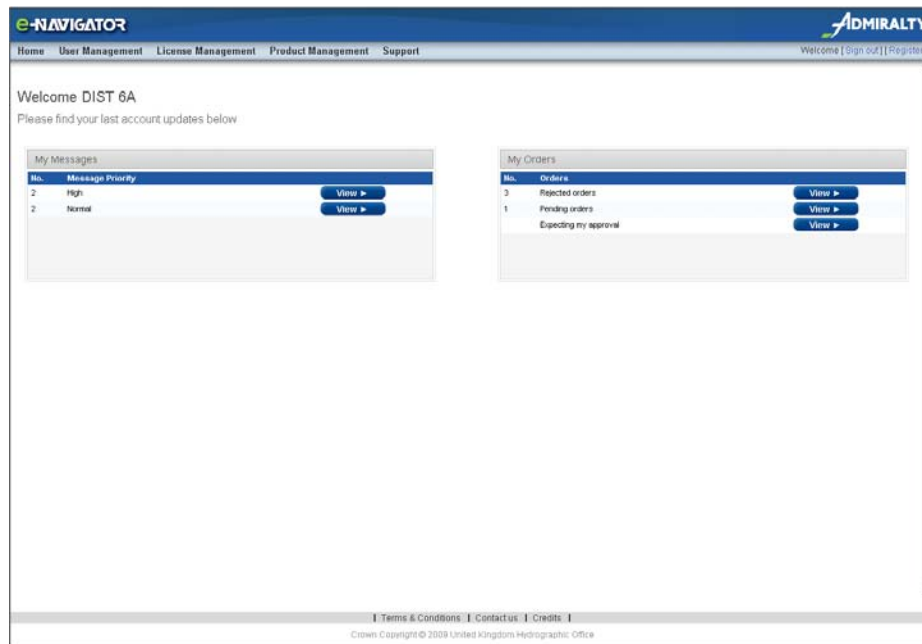 e-NAVIGATOR
ADMIRALTY
Home User Management License Management Product Management Support
Welcome [ Sign out ] [ Register
Welcome DIST 6A
Please find your last account updates below
My Messages
No. Message Priority
2 High View ►
2 Normal View ►
My Orders
No. Orders
3 Rejected orders View ►
1 Pending orders View ►
Expecting my approval View ►
| Terms & Conditions | Contact us | Credits |
Crown Copyright © 2009 United Kingdom Hydrographic Office